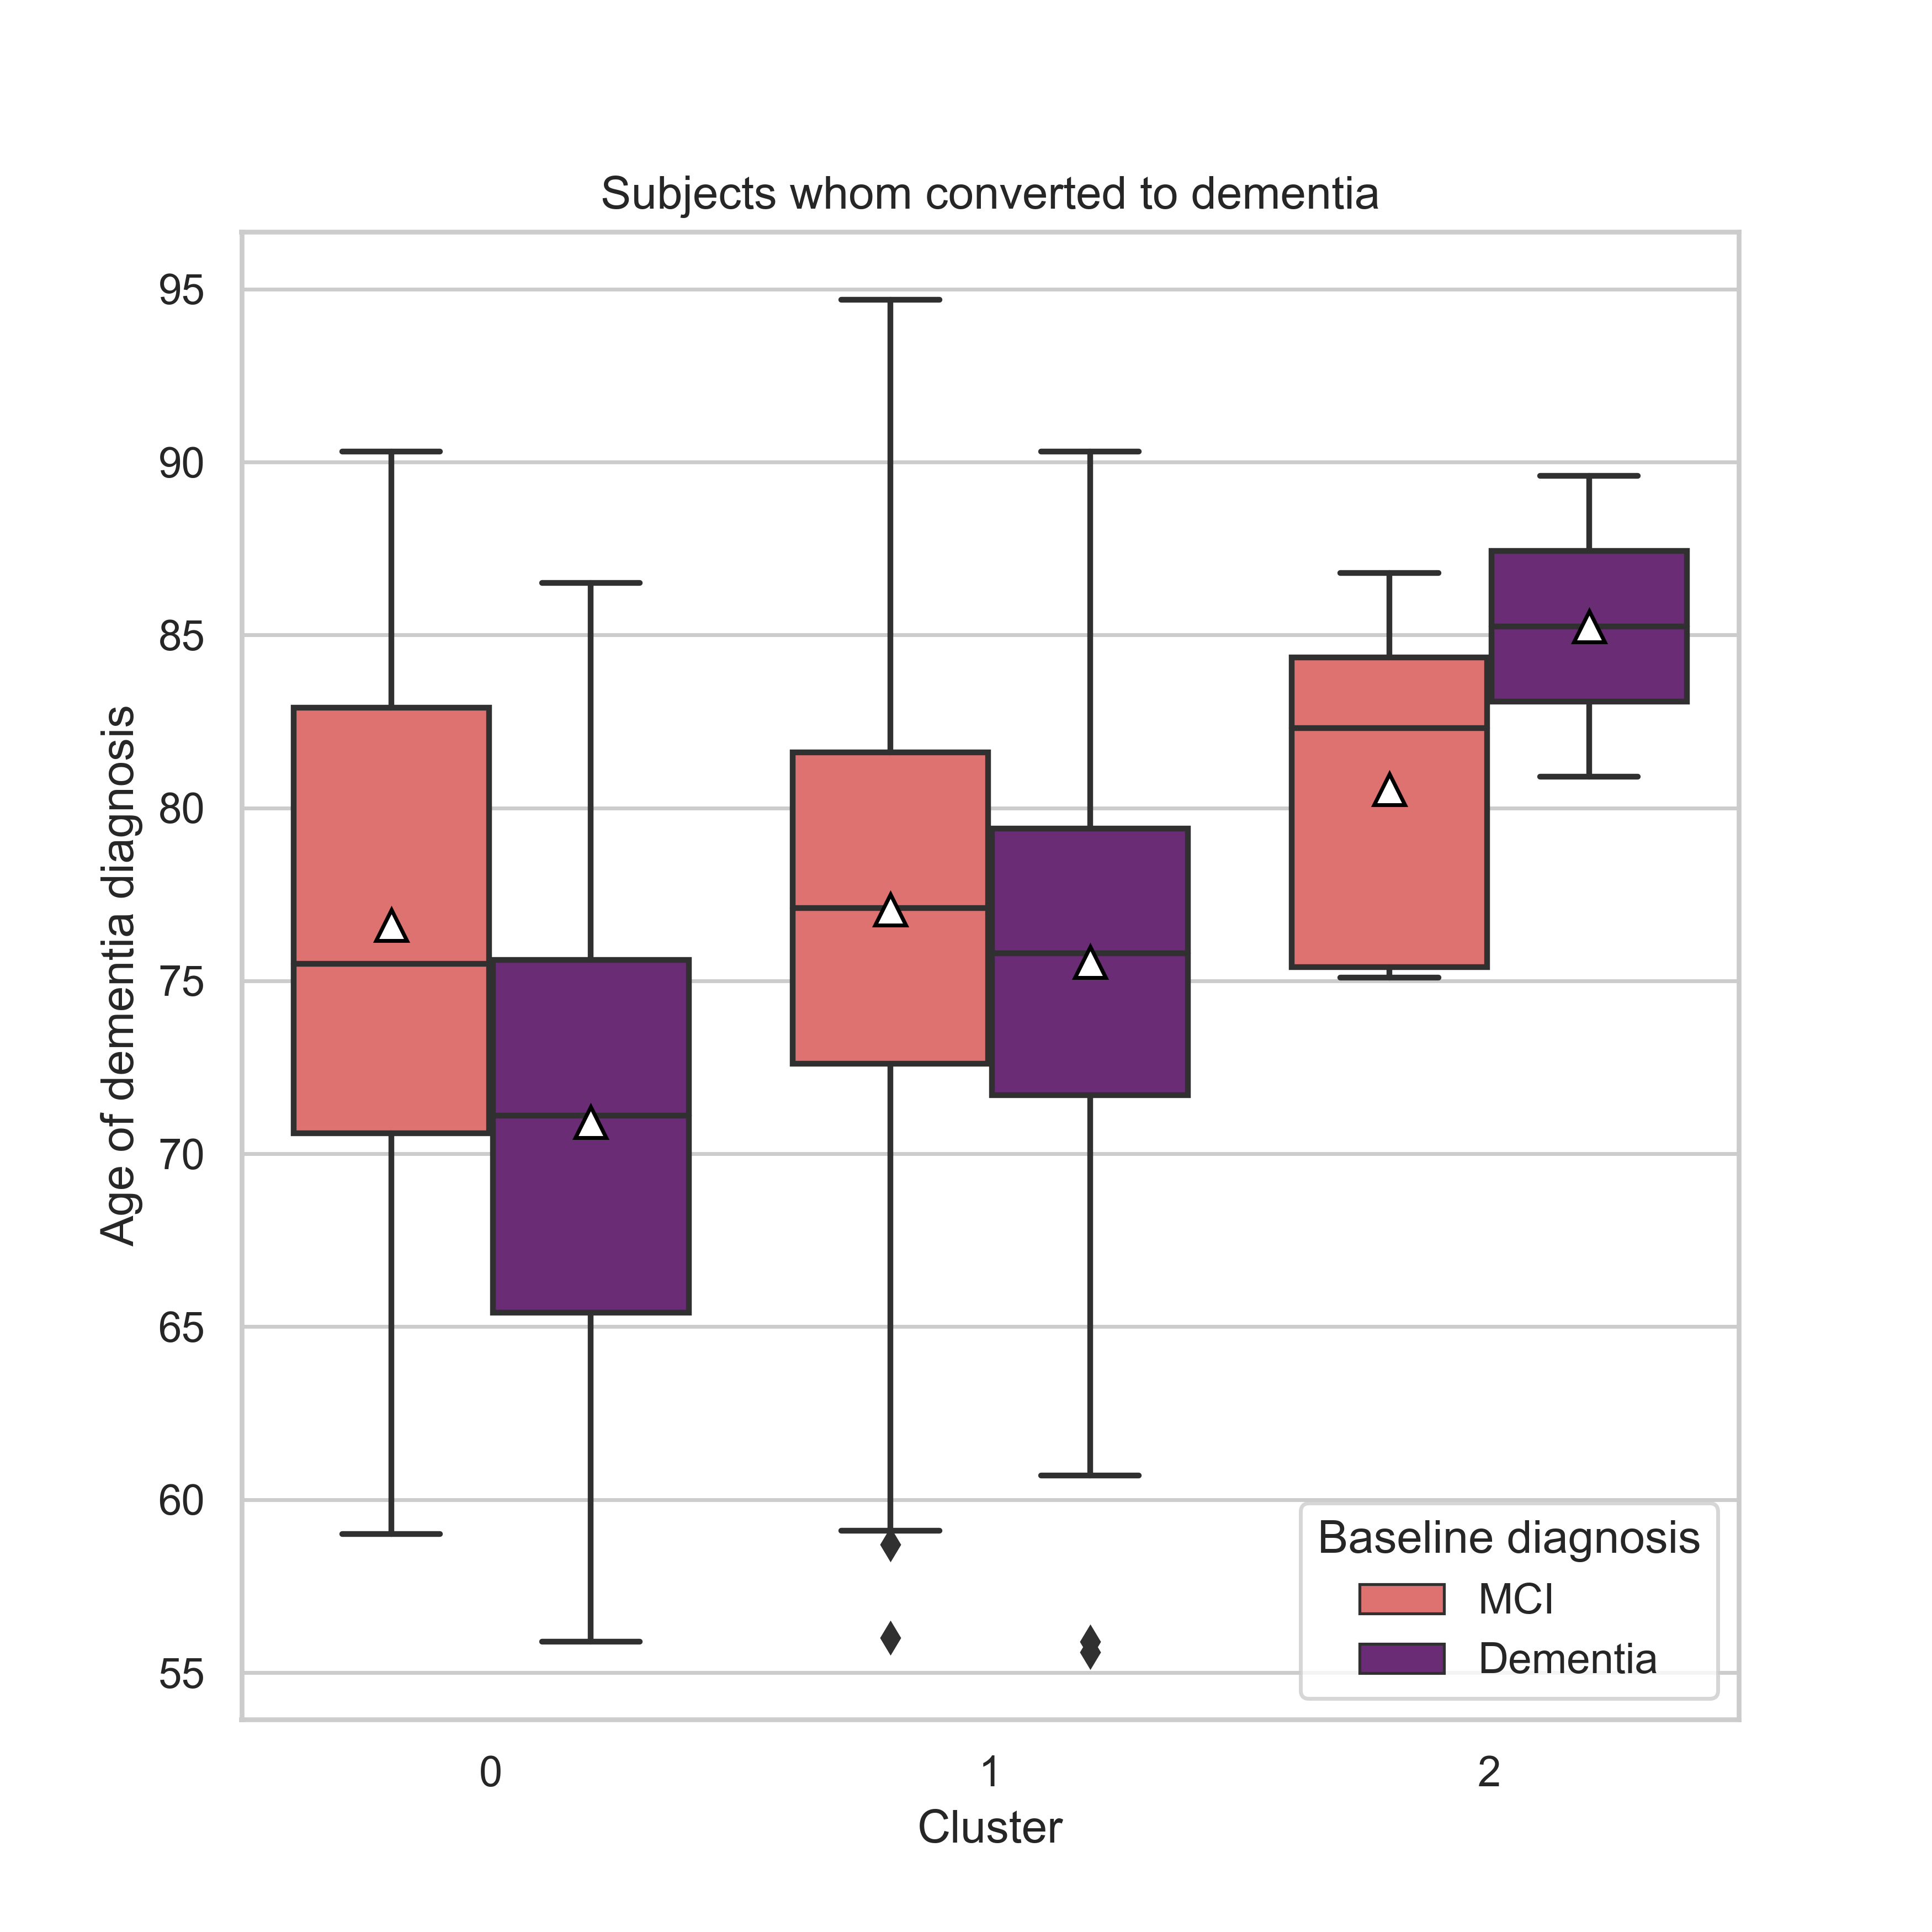 Subjects whom converted to dementia
95
90
85
80
75
70
65
60
55
Age of dementia diagnosis
0
1
2
Cluster
Baseline diagnosis
MCI
Dementia